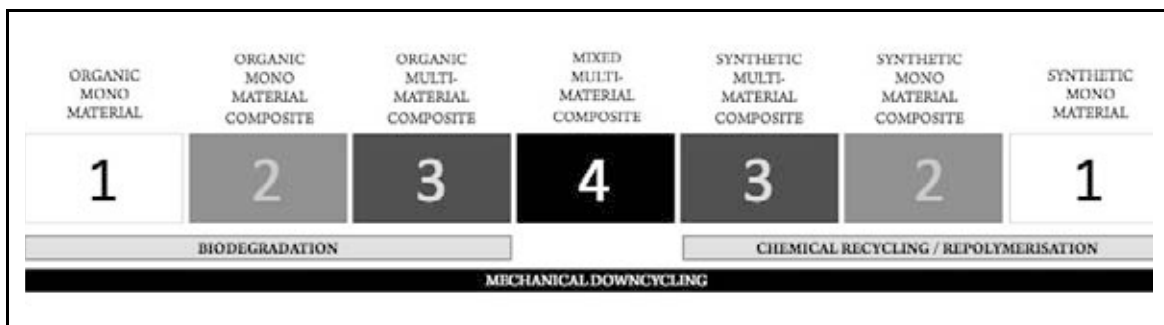 ORGANIC
MONO
MATERIAL
ORGANIC
MONO
MATERIAL
COMPOSITE
ORGANIC
MULTI-
MATERIAL
COMPOSITE
MIXED
MULTI-
MATERIAL
COMPOSITE
SYNTHETIC
MULTI-
MATERIAL
COMPOSITE
SYNTHETIC
MONO
MATERIAL
COMPOSITE
SYNTHETIC
MONO
MATERIAL
1 2 3 4 3 2 1
BIODEGRADATION
CHEMICAL RECYCLING / REPOLYMERISATION
MECHANICAL DOWNCYCLING